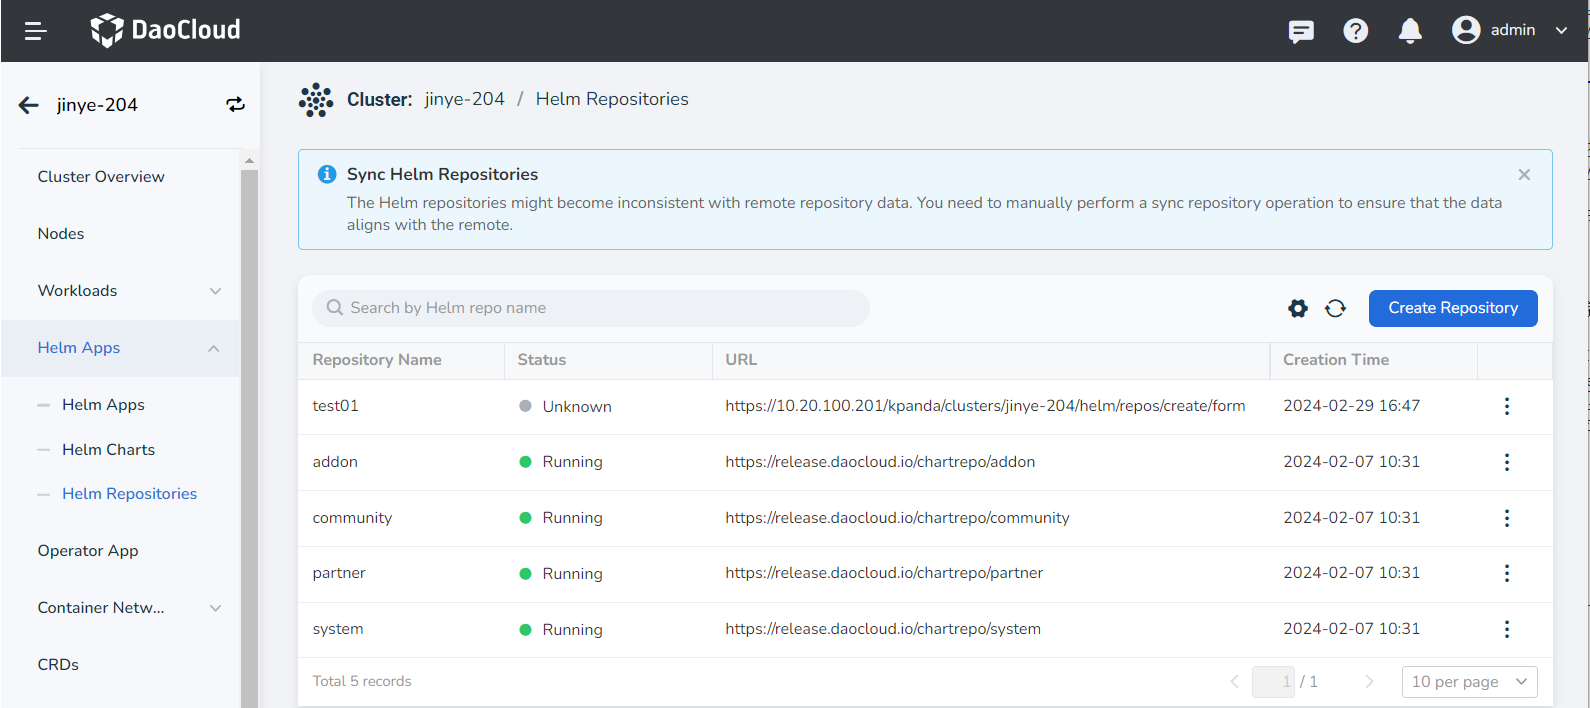 DaoCloud
admin
jinye-204
Cluster Overview
Nodes
Workloads
Helm Apps
Helm Apps
Helm Charts
Helm Repositories
Operator App
Container Netw...
CRDs
Cluster: jinye-204 / Helm Repositories
Sync Helm Repositories
The Helm repositories might become inconsistent with remote repository data. You need to manually perform a sync repository operation to ensure that the data
aligns with the remote.
Search by Helm repo name
Create Repository
Repository Name Status URL Creation Time
test01 Unknown https://10.20.100.201/kpanda/clusters/jinye-204/helm/repos/create/form 2024-02-29 16:47
addon Running https://release.daocloud.io/chartrepo/addon 2024-02-07 10:31
community Running https://release.daocloud.io/chartrepo/community 2024-02-07 10:31
partner Running https://release.daocloud.io/chartrepo/partner 2024-02-07 10:31
system Running https://release.daocloud.io/chartrepo/system 2024-02-07 10:31
Total 5 records 1 / 1 10 per page